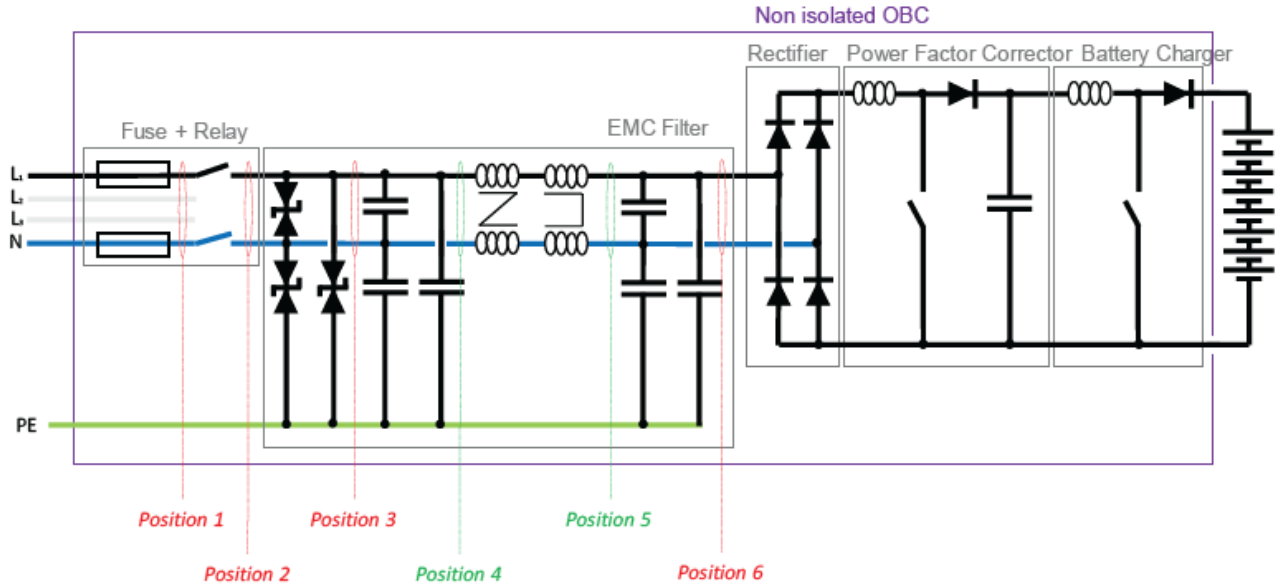 Non isolated OBC
Rectifier
Power Factor Corrector
Battery Charger
Fuse + Relay
EMC Filter
L₁
L₂
L₃
N
PE
Position 1
Position 3
Position 5
Position 2
Position 4
Position 6